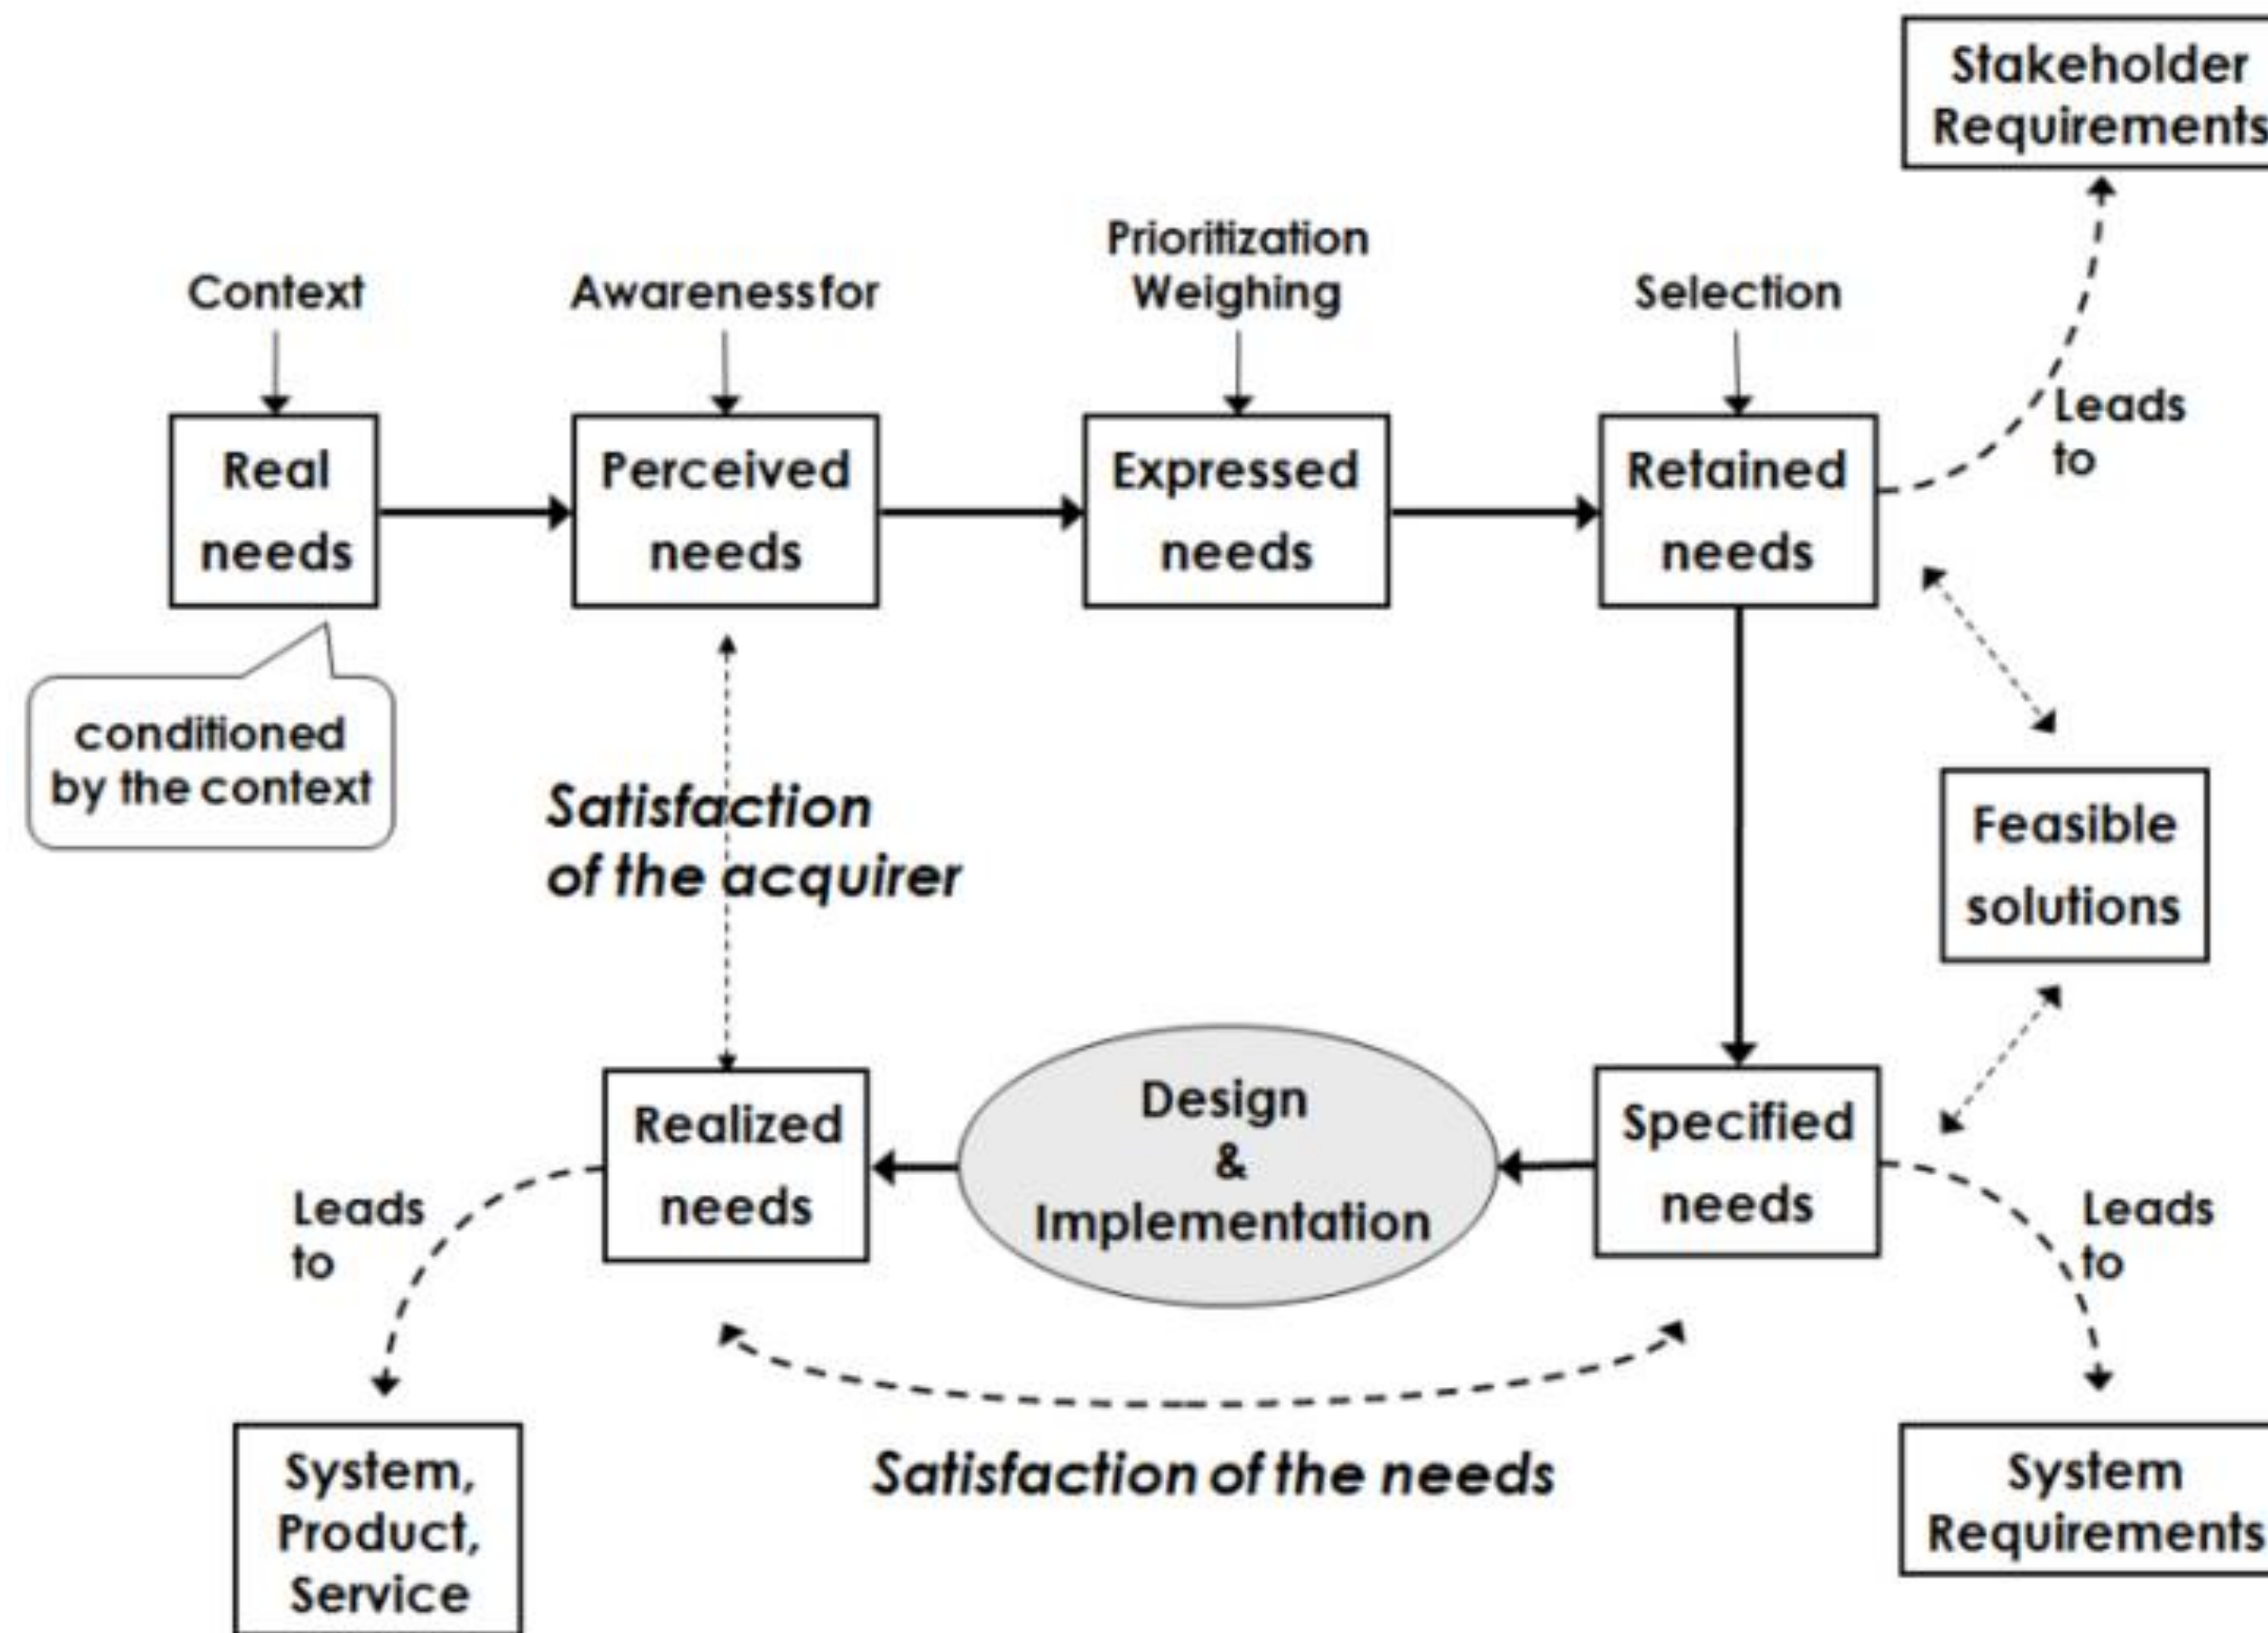 Stakeholder
Requirements
Context
Awareness for
Prioritization
Weighing
Selection
Leads
to
Real
needs
Perceived
needs
Expressed
needs
Retained
needs
conditioned
by the context
Satisfaction
of the acquirer
Feasible
solutions
Realized
needs
Design
&
Implementation
Specified
needs
Leads
to
Leads
to
Satisfaction of the needs
System,
Product,
Service
System
Requirements